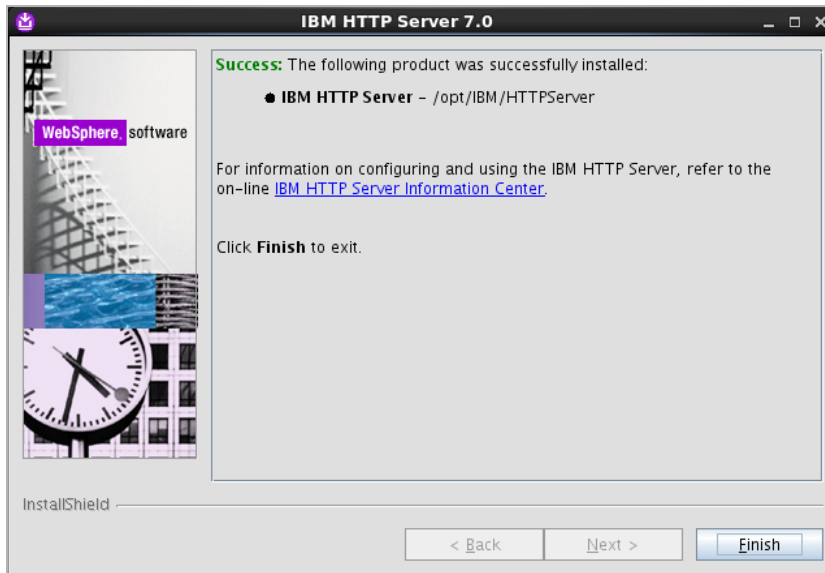 IBM HTTP Server 7.0
WebSphere. software
Success: The following product was successfully installed:
● IBM HTTP Server – /opt/IBM/HTTPServer
For information on configuring and using the IBM HTTP Server, refer to the
on-line IBM HTTP Server Information Center.
Click Finish to exit.
InstallShield
< Back Next > Finish